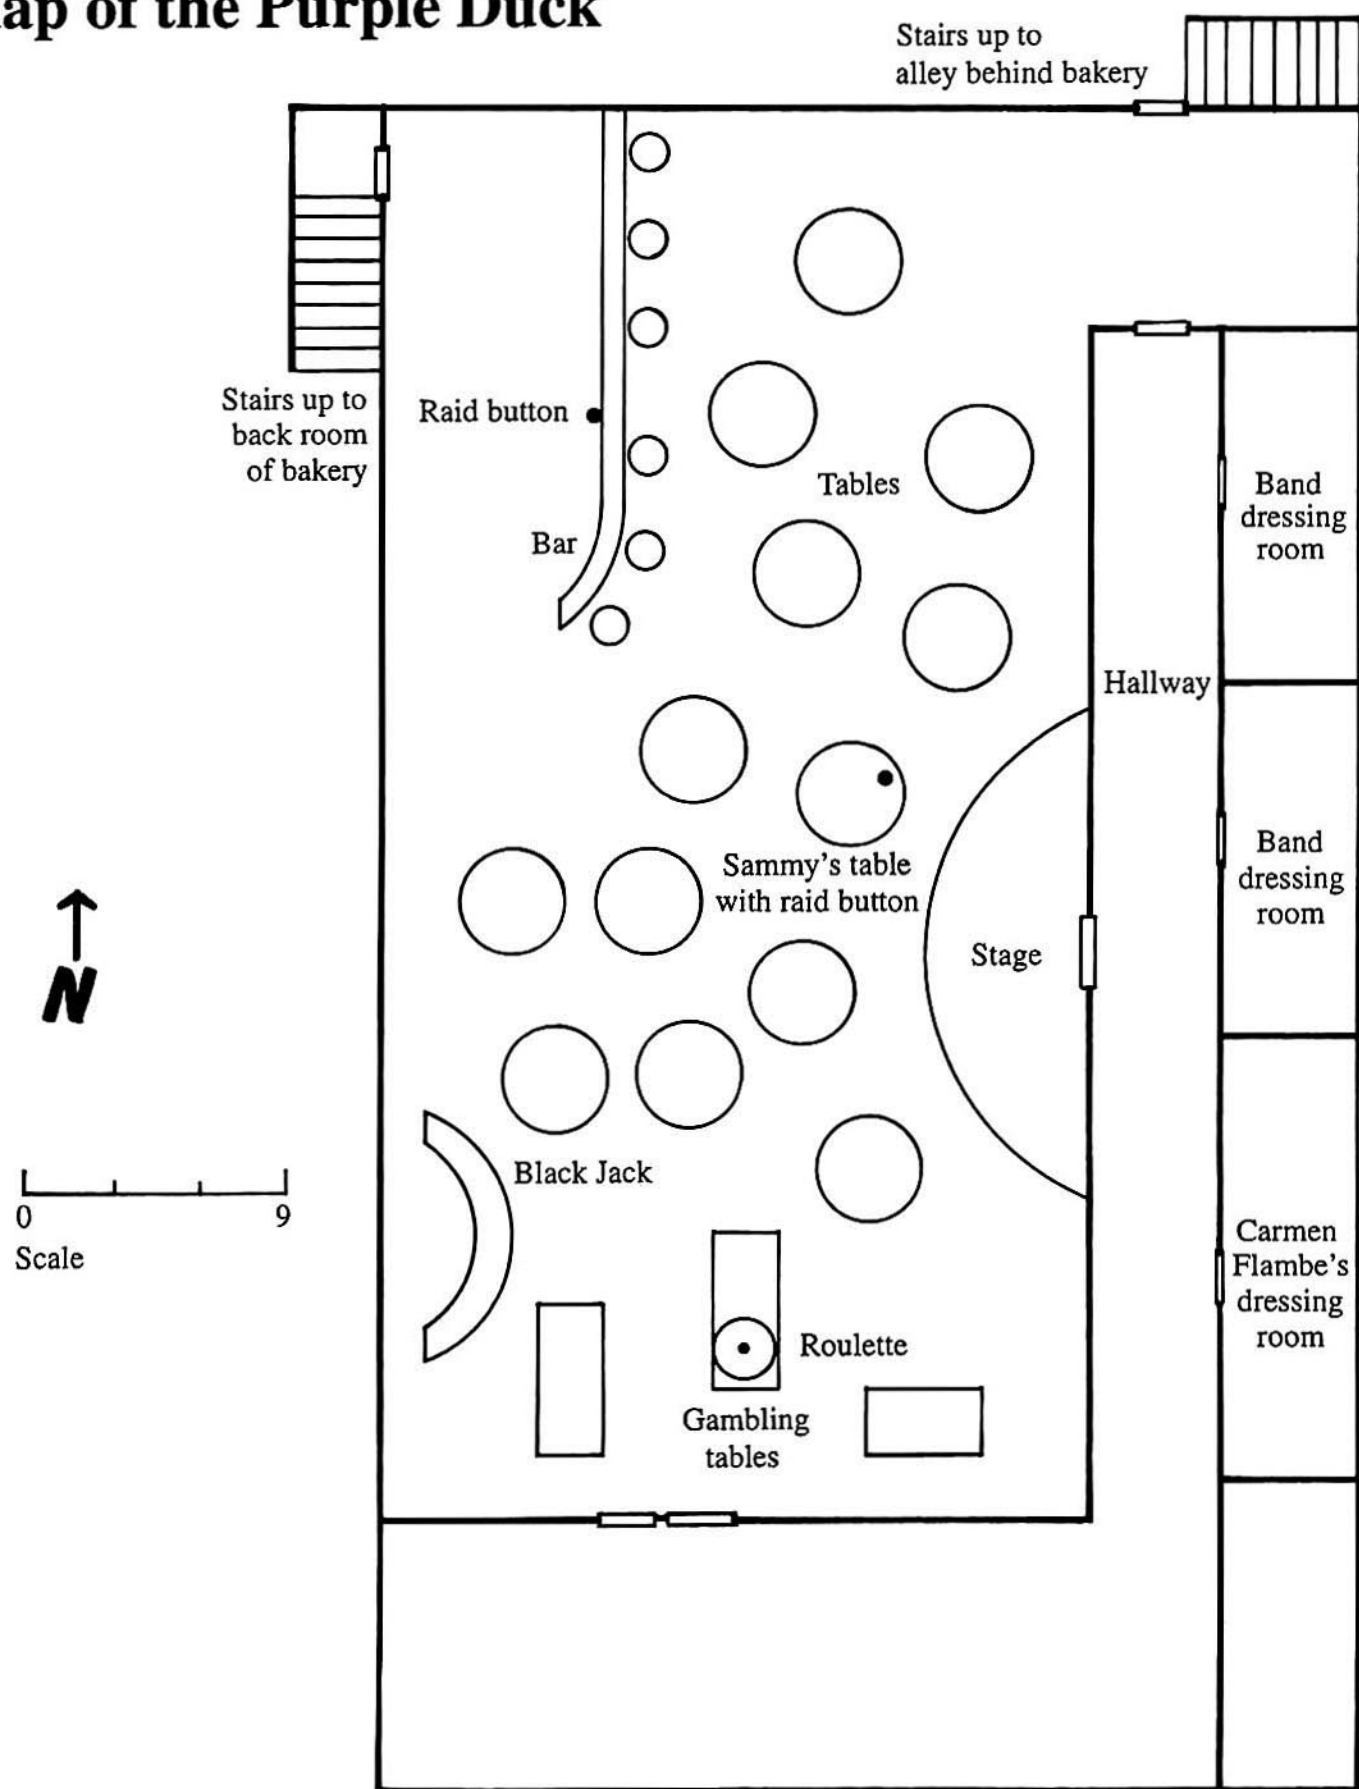 Map of the Purple Duck
Stairs up to
alley behind bakery
Stairs up to
back room
of bakery
Raid button
Tables
Bar
Band
dressing
room
Hallway
Sammy's table
with raid button
Band
dressing
room
Stage
N
Black Jack
0 9
Scale
Carmen
Flambe's
dressing
room
Roulette
Gambling
tables